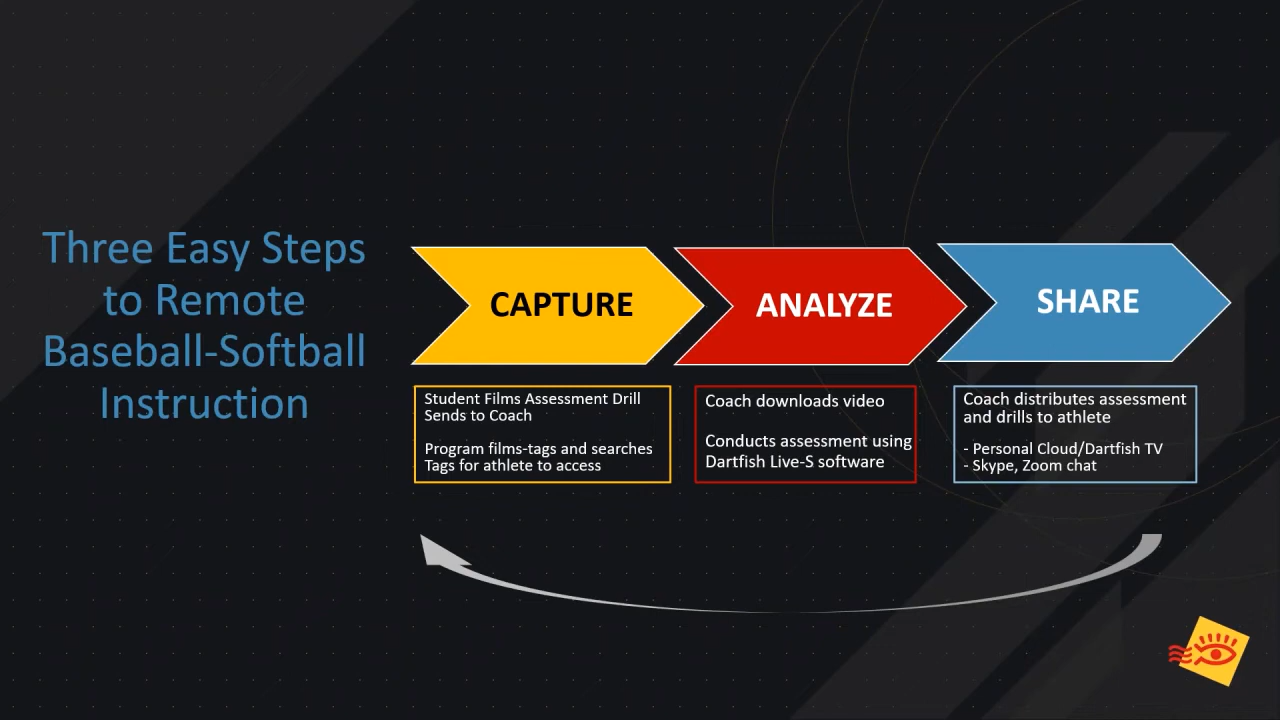 Three Easy Steps
to Remote
Baseball-Softball
Instruction
CAPTURE
Student Films Assessment Drill
Sends to Coach
Program films-tags and searches
Tags for athlete to access
ANALYZE
Coach downloads video
Conducts assessment using
Dartfish Live-S software
SHARE
Coach distributes assessment
and drills to athlete
- Personal Cloud/Dartfish TV
- Skype, Zoom chat